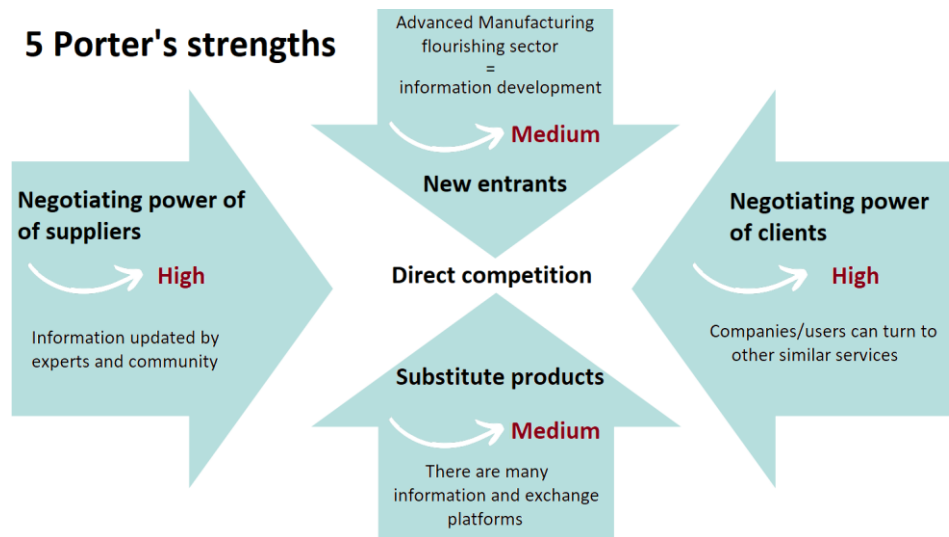 5 Porter's strengths
Advanced Manufacturing
flourishing sector
=
information development
Medium
New entrants
Negotiating power of
of suppliers
High
Information updated by
experts and community
Direct competition
Negotiating power
of clients
High
Companies/users can turn to
other similar services
Substitute products
Medium
There are many
information and exchange
platforms